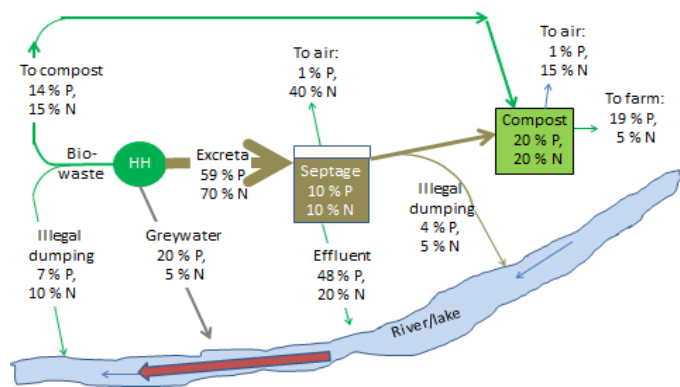 To compost
14 % P,
15 % N
Bio-
waste
HH
Excreta
59 % P
70 % N
To air:
1 % P,
40 % N
Septage
10 % P
10 % N
Compost
20 % P,
20 % N
To air:
1 % P,
15 % N
To farm:
19 % P,
5 % N
Illegal
dumping
7 % P,
10 % N
Greywater
20 % P,
5 % N
Effluent
48 % P,
20 % N
Illegal
dumping
4 % P,
5 % N
River/lake